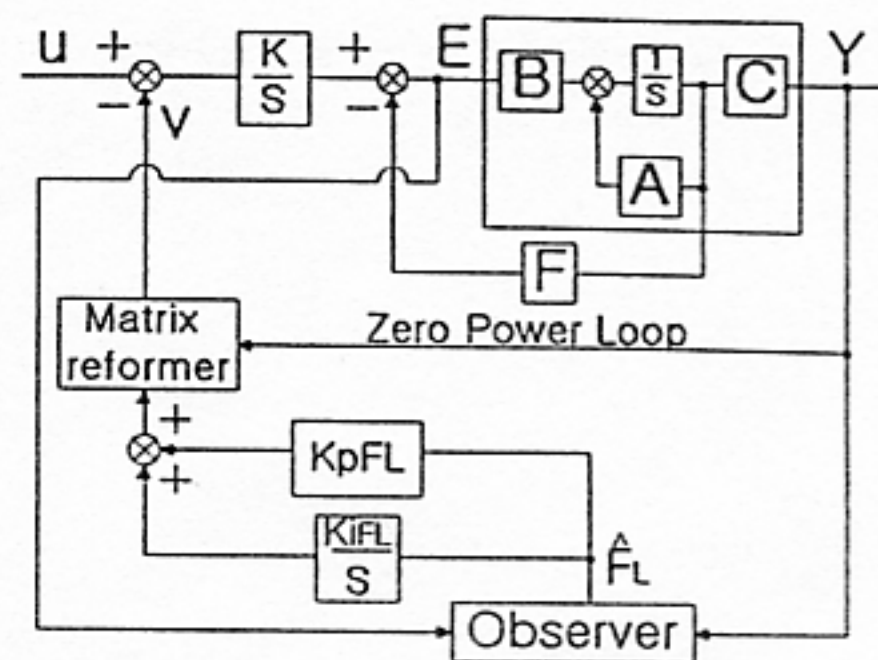 u + K/S + E B 1/s C Y
− V −
A
F
Matrix
reformer
Zero Power Loop
+
+
KpFL
KiFL/S
F̂L
Observer